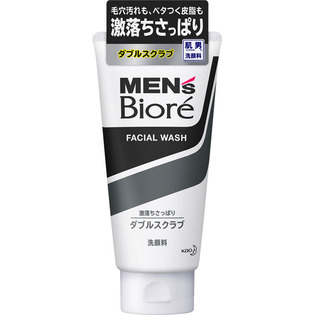 毛穴汚れも、ベタつく皮脂も
激落ちさっぱり
ダブルスクラブ
男肌
洗顔料
MEN's
Bioré
FACIAL WASH
激落ちさっぱり
ダブルスクラブ
洗顔料
Kao